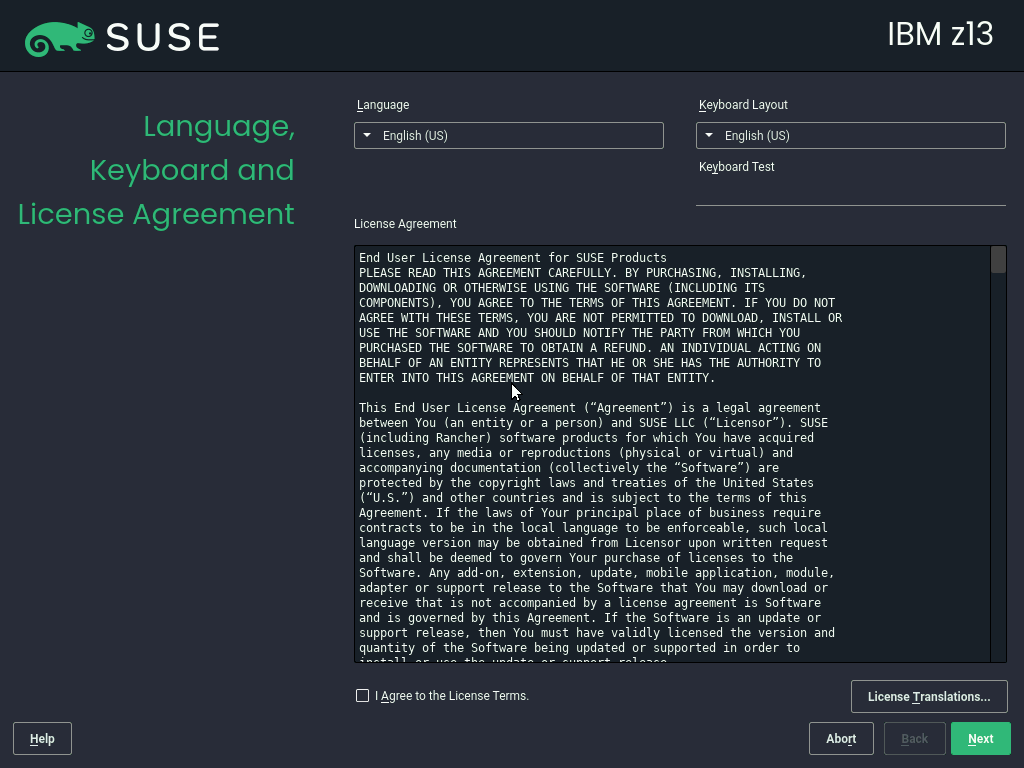 SUSE
IBM z13
Language,
Keyboard and
License Agreement
Language
Keyboard Layout
English (US)
English (US)
Keyboard Test
License Agreement
End User License Agreement for SUSE Products
PLEASE READ THIS AGREEMENT CAREFULLY. BY PURCHASING, INSTALLING,
DOWNLOADING OR OTHERWISE USING THE SOFTWARE (INCLUDING ITS
COMPONENTS), YOU AGREE TO THE TERMS OF THIS AGREEMENT. IF YOU DO NOT
AGREE WITH THESE TERMS, YOU ARE NOT PERMITTED TO DOWNLOAD, INSTALL OR
USE THE SOFTWARE AND YOU SHOULD NOTIFY THE PARTY FROM WHICH YOU
PURCHASED THE SOFTWARE TO OBTAIN A REFUND. AN INDIVIDUAL ACTING ON
BEHALF OF AN ENTITY REPRESENTS THAT HE OR SHE HAS THE AUTHORITY TO
ENTER INTO THIS AGREEMENT ON BEHALF OF THAT ENTITY.
This End User License Agreement (“Agreement”) is a legal agreement
between You (an entity or a person) and SUSE LLC (“Licensor”). SUSE
(including Rancher) software products for which You have acquired
licenses, any media or reproductions (physical or virtual) and
accompanying documentation (collectively the “Software”) are
protected by the copyright laws and treaties of the United States
(“U.S.”) and other countries and is subject to the terms of this
Agreement. If the laws of Your principal place of business require
contracts to be in the local language to be enforceable, such local
language version may be obtained from Licensor upon written request
and shall be deemed to govern Your purchase of licenses to the
Software. Any add-on, extension, update, mobile application, module,
adapter or support release to the Software that You may download or
receive that is not accompanied by a license agreement is Software
and is governed by this Agreement. If the Software is an update or
support release, then You must have validly licensed the version and
quantity of the Software being updated or supported in order to
install or use the update or support release.
I Agree to the License Terms.
License Translations...
Help
Abort
Back
Next